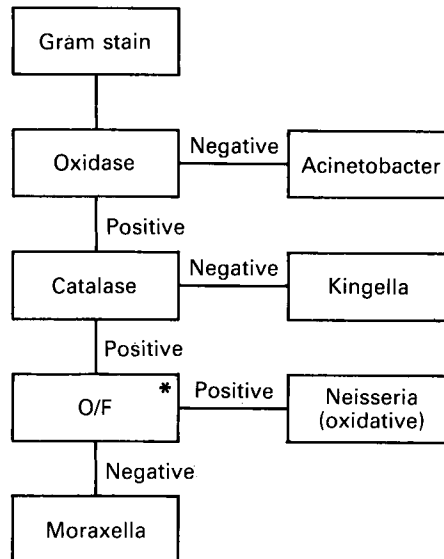 Gram stain
Oxidase
Negative
Acinetobacter
Positive
Catalase
Negative
Kingella
Positive
O/F
*
Positive
Neisseria
(oxidative)
Negative
Moraxella